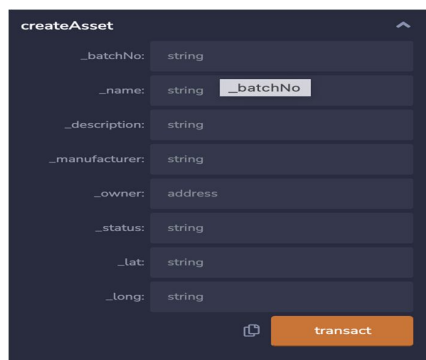 createAsset
_batchNo: string
_name: string _batchNo
_description: string
_manufacturer: string
_owner: address
_status: string
_lat: string
_long: string
transact